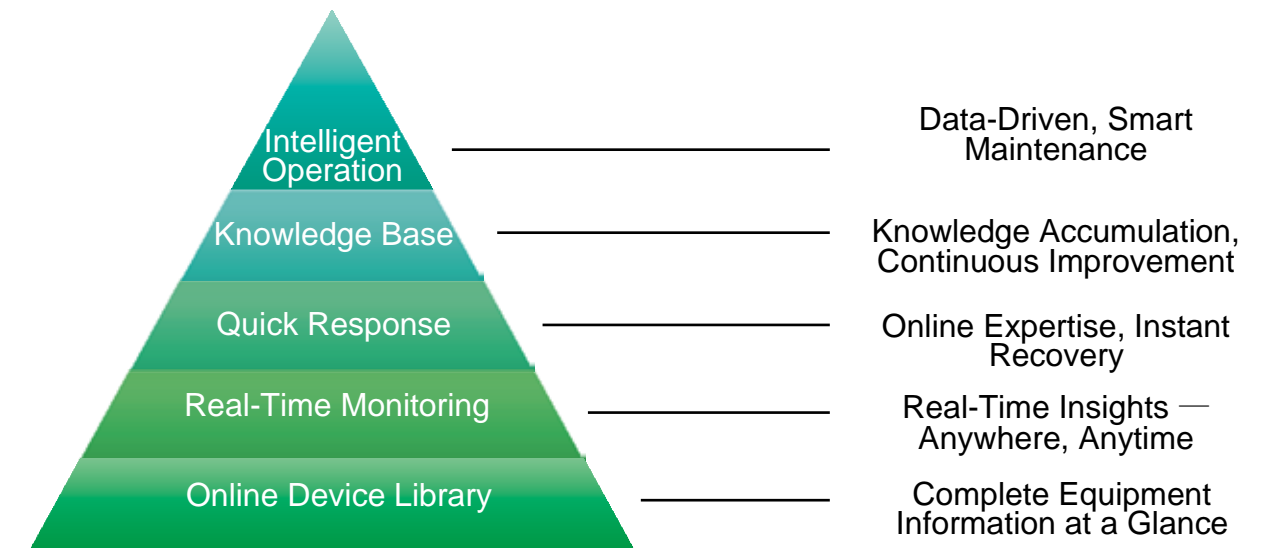 Intelligent
Operation
Data-Driven, Smart
Maintenance
Knowledge Base
Knowledge Accumulation,
Continuous Improvement
Quick Response
Online Expertise, Instant
Recovery
Real-Time Monitoring
Real-Time Insights —
Anywhere, Anytime
Online Device Library
Complete Equipment
Information at a Glance